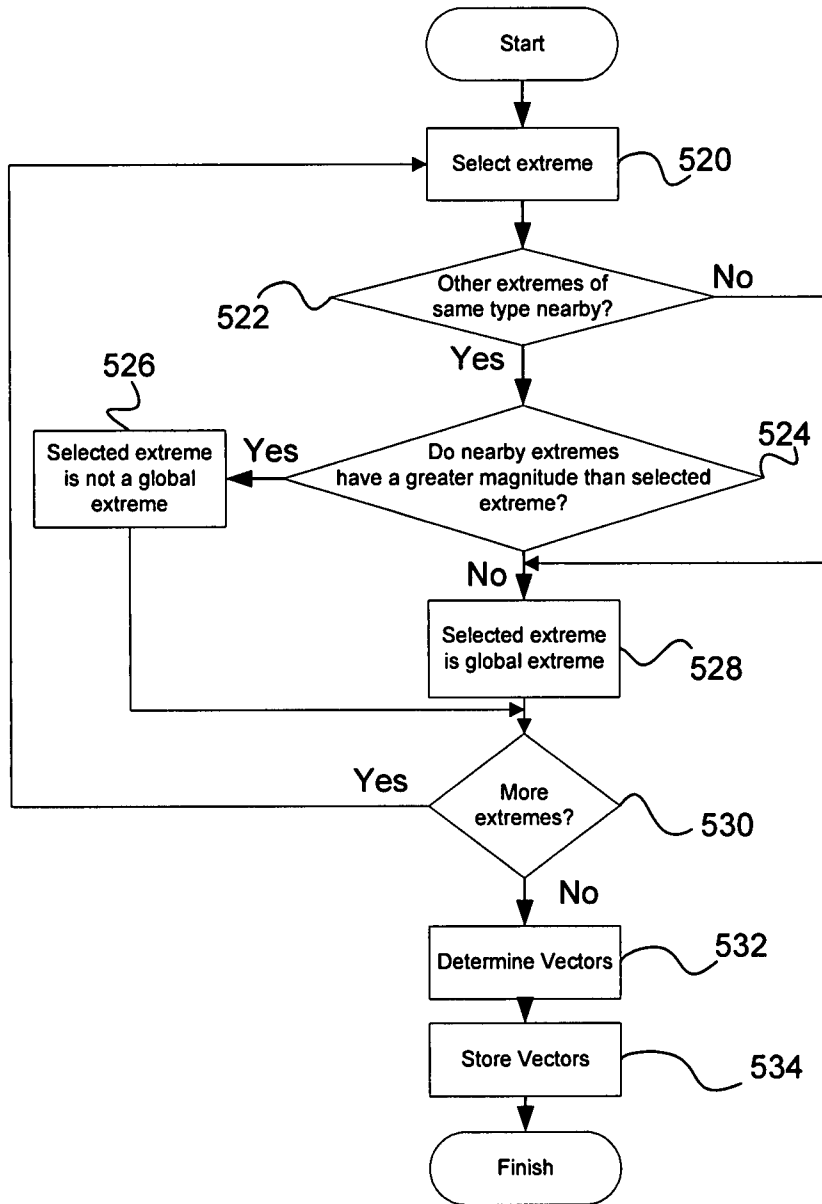 Start
Select extreme
520
Other extremes of
same type nearby?
No
522
Yes
526
Selected extreme
is not a global
extreme
Yes
Do nearby extremes
have a greater magnitude than selected
extreme?
524
No
Selected extreme
is global extreme
528
Yes
More
extremes?
530
No
Determine Vectors
532
Store Vectors
534
Finish